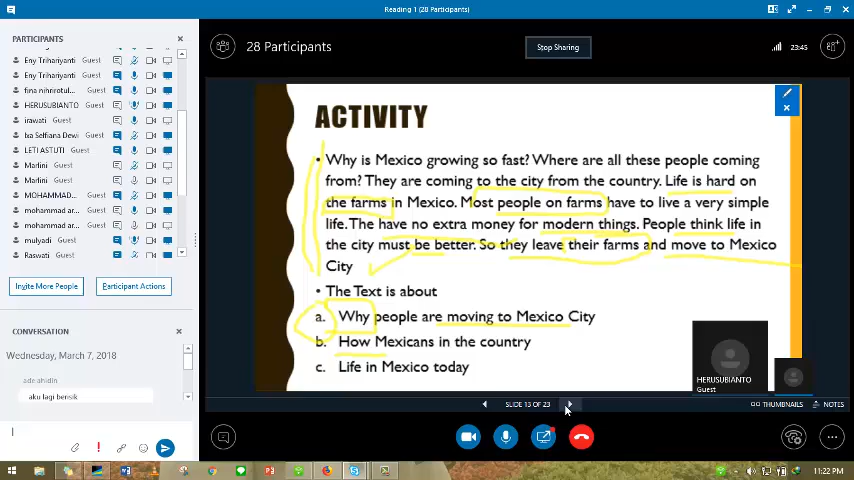 Reading 1 (28 Participants)
PARTICIPANTS
Eny Trihariyanti Guest
Eny Trihariyanti Guest
fina nihrirotul... Guest
HERUSUBIANTO Guest
irawati Guest
Ixa Selfiana Dewi Guest
LETI ASTUTI Guest
Marlini Guest
Marlini Guest
MOHAMMAD... Guest
mohammad ar... Guest
mohammad ar... Guest
mulyadi Guest
Raswati Guest
Invite More People
Participant Actions
CONVERSATION
Wednesday, March 7, 2018
ade ahidin
aku lagi berisik
28 Participants
Stop Sharing
23:45
ACTIVITY
• Why is Mexico growing so fast? Where are all these people coming
from? They are coming to the city from the country. Life is hard on
the farms in Mexico. Most people on farms have to live a very simple
life. The have no extra money for modern things. People think life in
the city must be better. So they leave their farms and move to Mexico
City
• The Text is about
a. Why people are moving to Mexico City
b. How Mexicans in the country
c. Life in Mexico today
HERUSUBIANTO
Guest
SLIDE 13 OF 23
THUMBNAILS
NOTES
11:22 PM